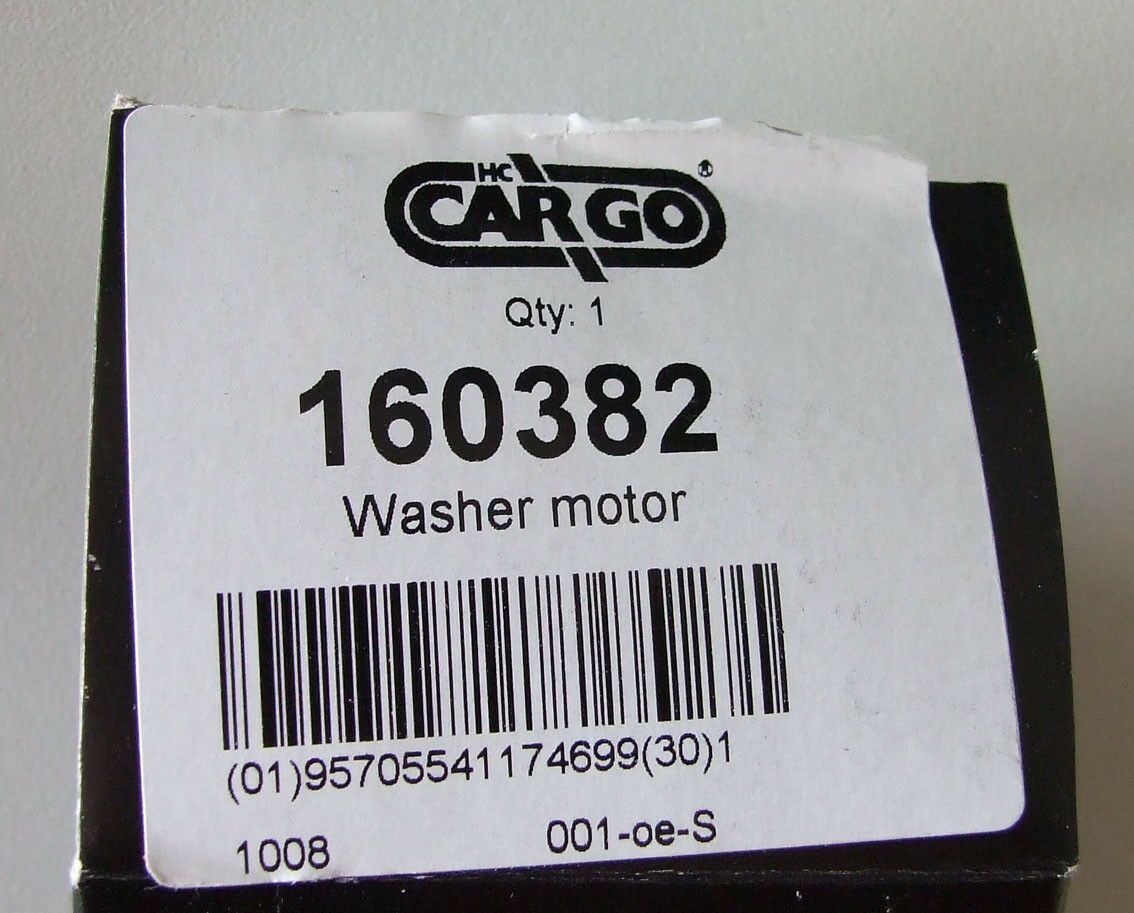 HC
CARGO®
Qty: 1
160382
Washer motor
(01)95705541174699(30)1
1008 001-oe-S